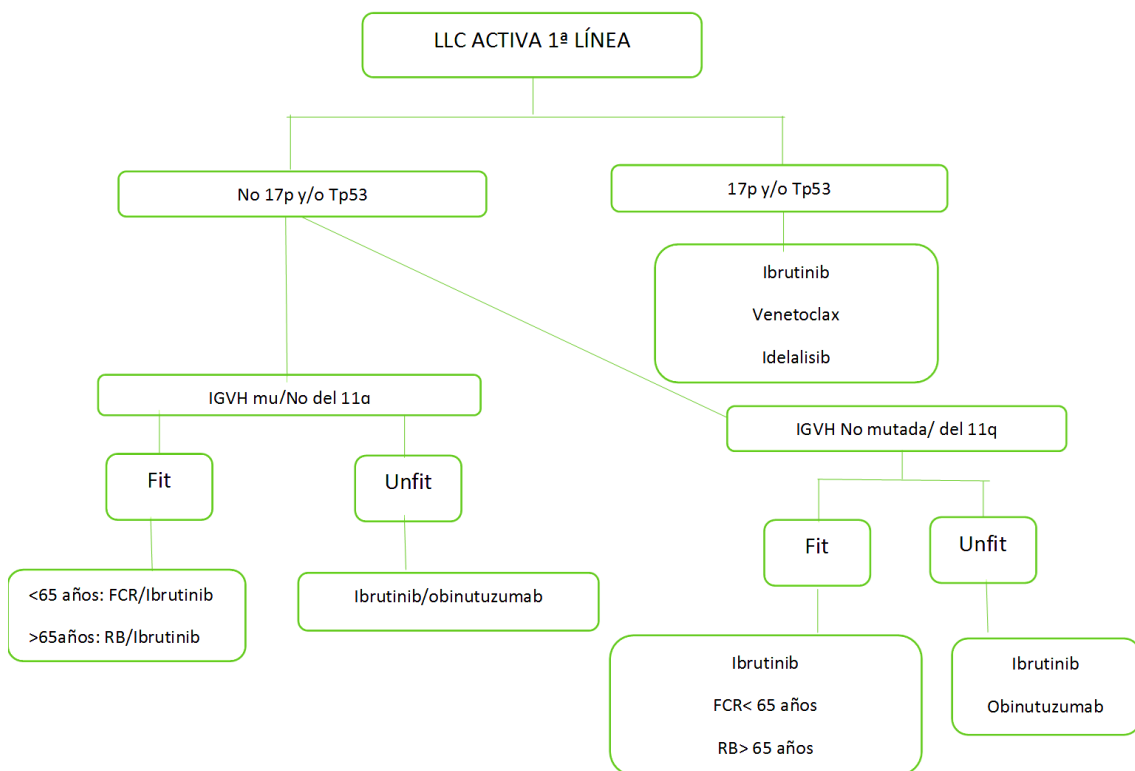 LLC ACTIVA 1ª LÍNEA
No 17p y/o Tp53
17p y/o Tp53
Ibrutinib
Venetoclax
Idelalisib
IGVH mu/No del 11q
IGVH No mutada/ del 11q
Fit
Unfit
Fit
Unfit
<65 años: FCR/Ibrutinib
>65años: RB/Ibrutinib
Ibrutinib/obinutuzumab
Ibrutinib
FCR< 65 años
RB> 65 años
Ibrutinib
Obinutuzumab